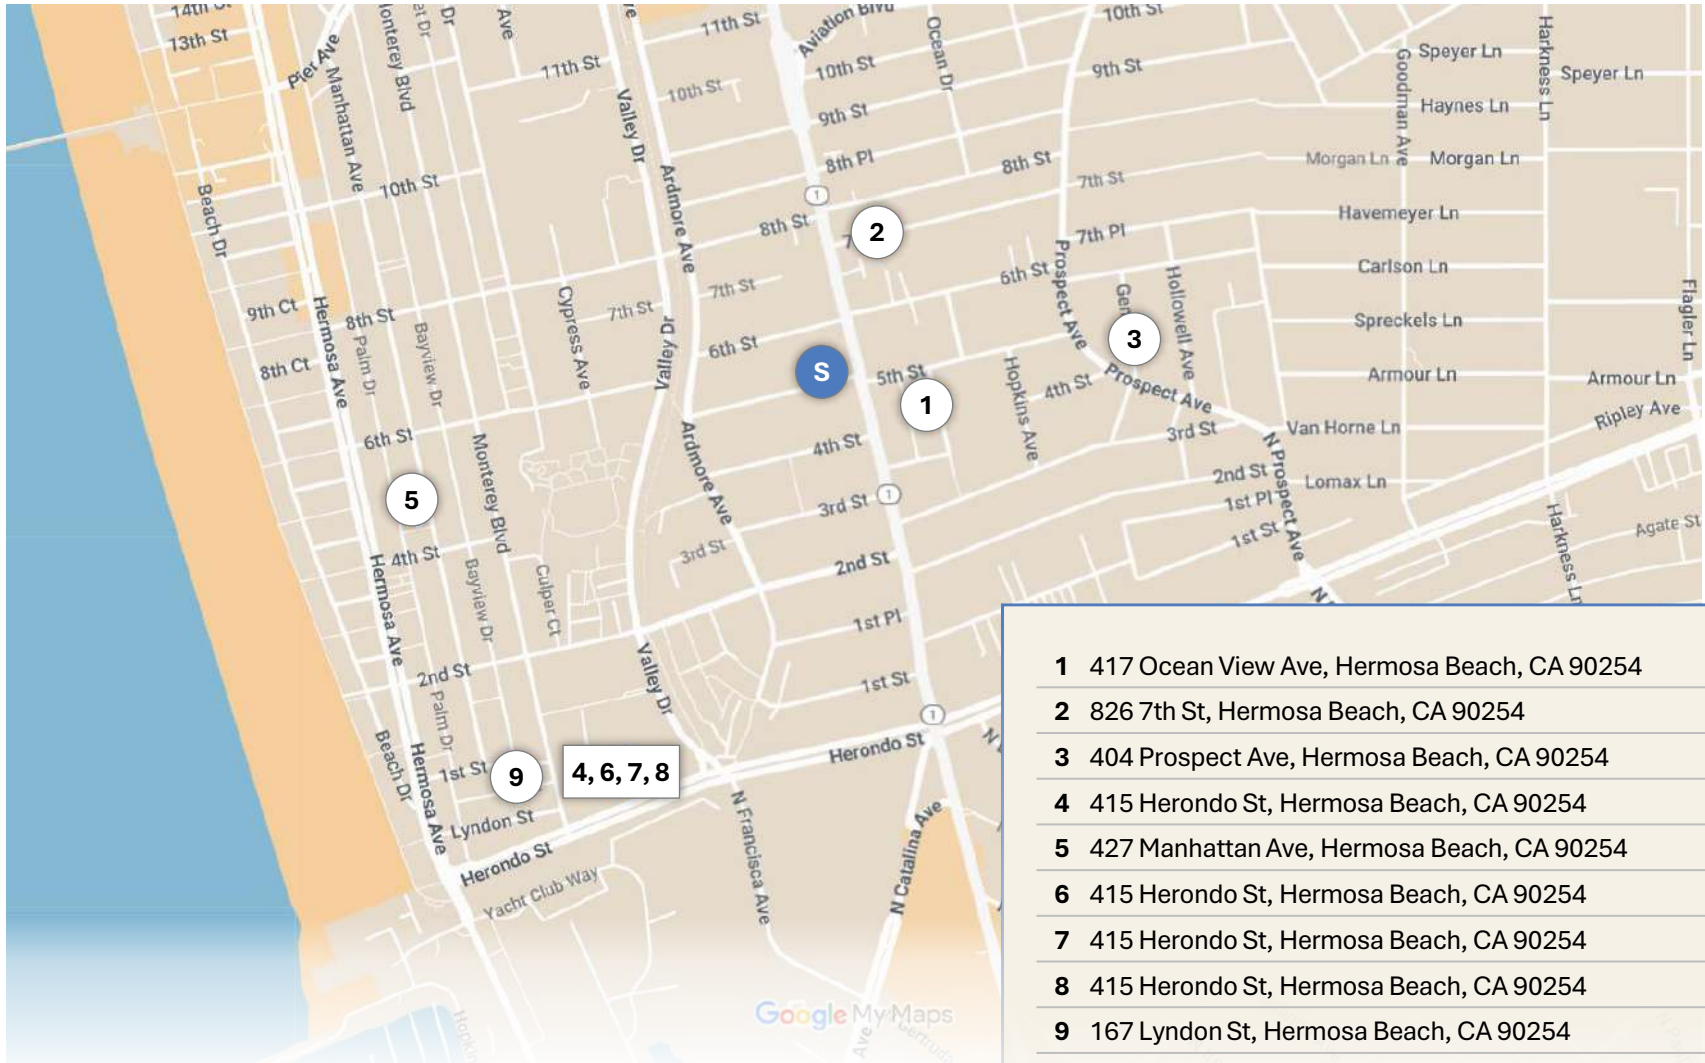 14th St
13th St
Pier Ave
Manhattan Ave
Monterey Blvd
Dr
Ave
11th St
Valley Dr
11th St
10th St
Aviation Blvd
10th St
9th St
8th Pl
Ocean Dr
10th St
9th St
8th St
7th St
7th Pl
Goodman Ave
Speyer Ln
Harkness Ln
Speyer Ln
Haynes Ln
Morgan Ln
Morgan Ln
Havemeyer Ln
Carlson Ln
Spreckels Ln
Armour Ln
Armour Ln
Van Horne Ln
Lomax Ln
Flagler Ln
Ripley Ave
Agate St
Harkness Ln
Beach Dr
10th St
Ardmore Ave
1
8th St
2
9th Ct
Hermosa Ave
8th St
8th Ct
Palm Dr
Bayview Dr
Cypress Ave
7th St
Valley Dr
7th St
6th St
S
5th St
1
6th St
Prospect Ave
Hollowell Ave
3
Hopkins Ave
4th St
Prospect Ave
3rd St
N Prospect Ave
2nd St
1st Pl
1st St
6th St
5
Monterey Blvd
Ardmore Ave
4th St
3rd St
1
4th St
Hermosa Ave
Bayview Dr
Culper Ct
3rd St
2nd St
1st Pl
1st St
2nd St
Palm Dr
Valley Dr
1
Herondo St
Beach Dr
Hermosa Ave
1st St
9
4, 6, 7, 8
Lyndon St
Herondo St
Yacht Club Way
N Francisca Ave
N Catalina Ave
Google My Maps
1 417 Ocean View Ave, Hermosa Beach, CA 90254
2 826 7th St, Hermosa Beach, CA 90254
3 404 Prospect Ave, Hermosa Beach, CA 90254
4 415 Herondo St, Hermosa Beach, CA 90254
5 427 Manhattan Ave, Hermosa Beach, CA 90254
6 415 Herondo St, Hermosa Beach, CA 90254
7 415 Herondo St, Hermosa Beach, CA 90254
8 415 Herondo St, Hermosa Beach, CA 90254
9 167 Lyndon St, Hermosa Beach, CA 90254